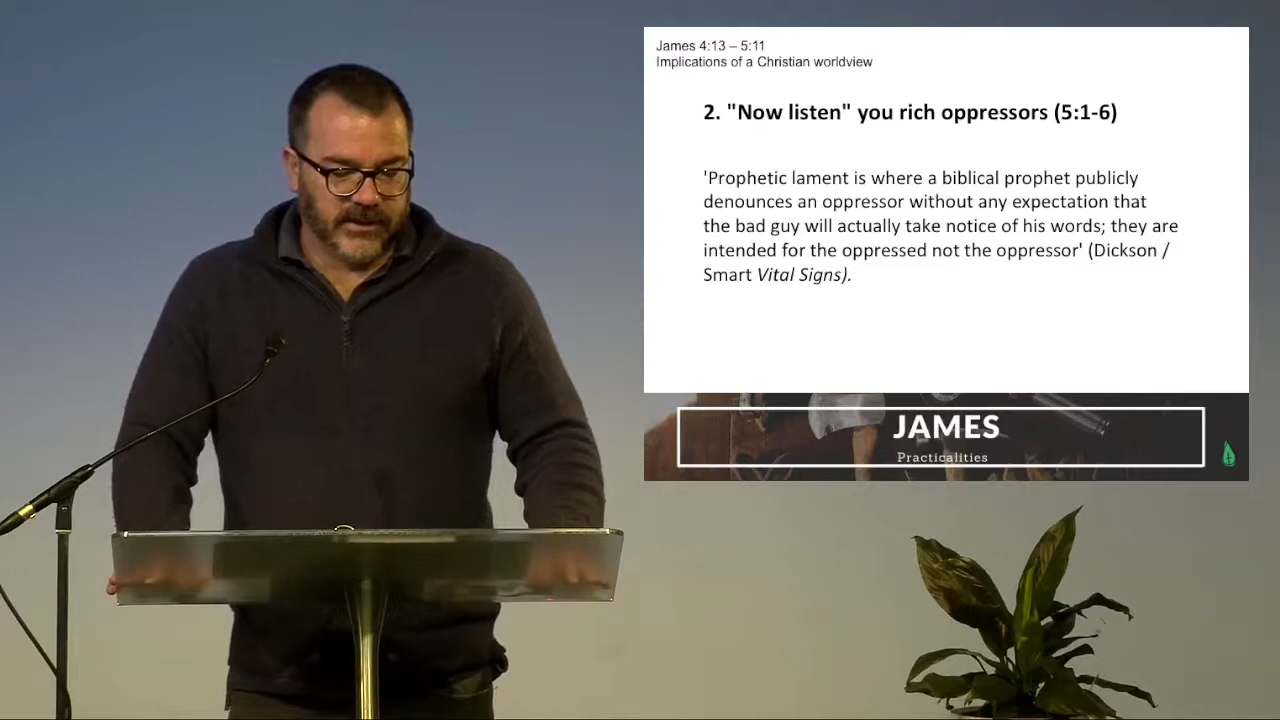 James 4:13 – 5:11
Implications of a Christian worldview
2. "Now listen" you rich oppressors (5:1-6)
'Prophetic lament is where a biblical prophet publicly
denounces an oppressor without any expectation that
the bad guy will actually take notice of his words; they are
intended for the oppressed not the oppressor' (Dickson /
Smart Vital Signs).
JAMES
Practicalities